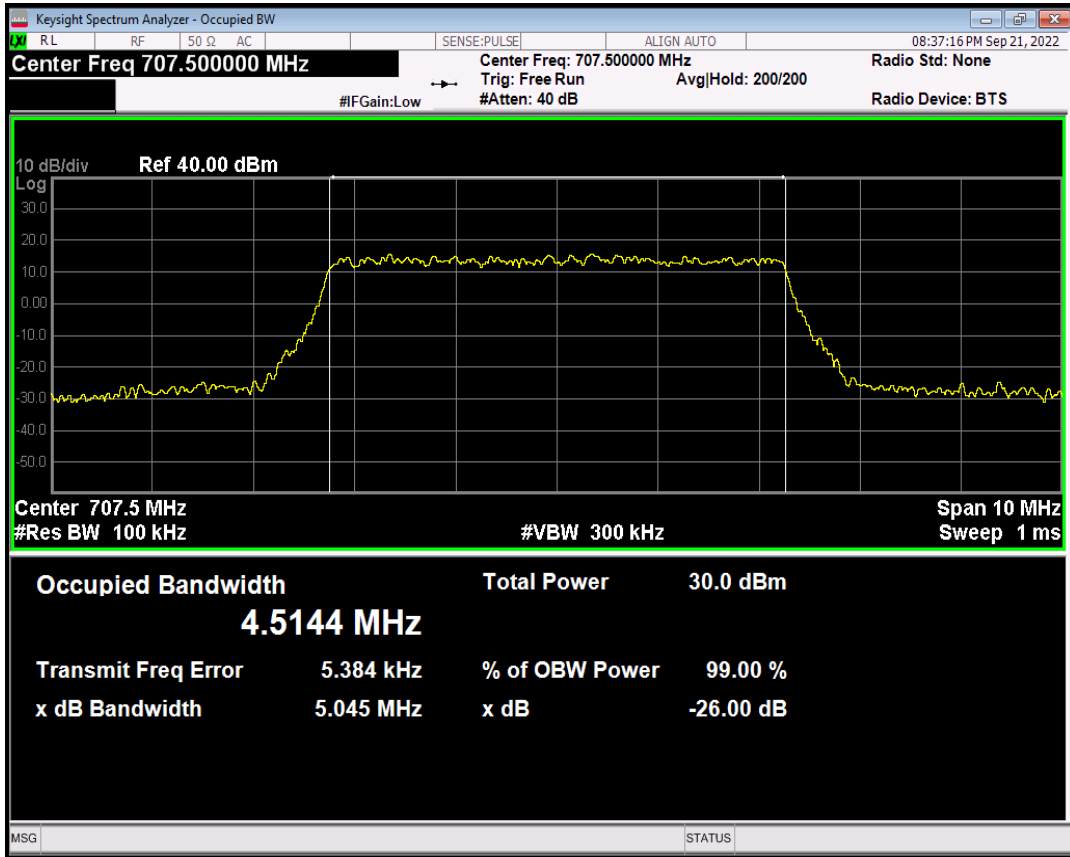 Keysight Spectrum Analyzer - Occupied BW
LXI RL RF 50 Ω AC SENSE:PULSE ALIGN AUTO 08:37:16 PM Sep 21, 2022
Center Freq 707.500000 MHz Center Freq: 707.500000 MHz Radio Std: None
Trig: Free Run Avg|Hold: 200/200
#IFGain:Low #Atten: 40 dB Radio Device: BTS
10 dB/div Ref 40.00 dBm
Log
30.0
20.0
10.0
0.00
-10.0
-20.0
-30.0
-40.0
-50.0
Center 707.5 MHz Span 10 MHz
#Res BW 100 kHz #VBW 300 kHz Sweep 1 ms
Occupied Bandwidth Total Power 30.0 dBm
4.5144 MHz
Transmit Freq Error 5.384 kHz % of OBW Power 99.00 %
x dB Bandwidth 5.045 MHz x dB -26.00 dB
MSG STATUS